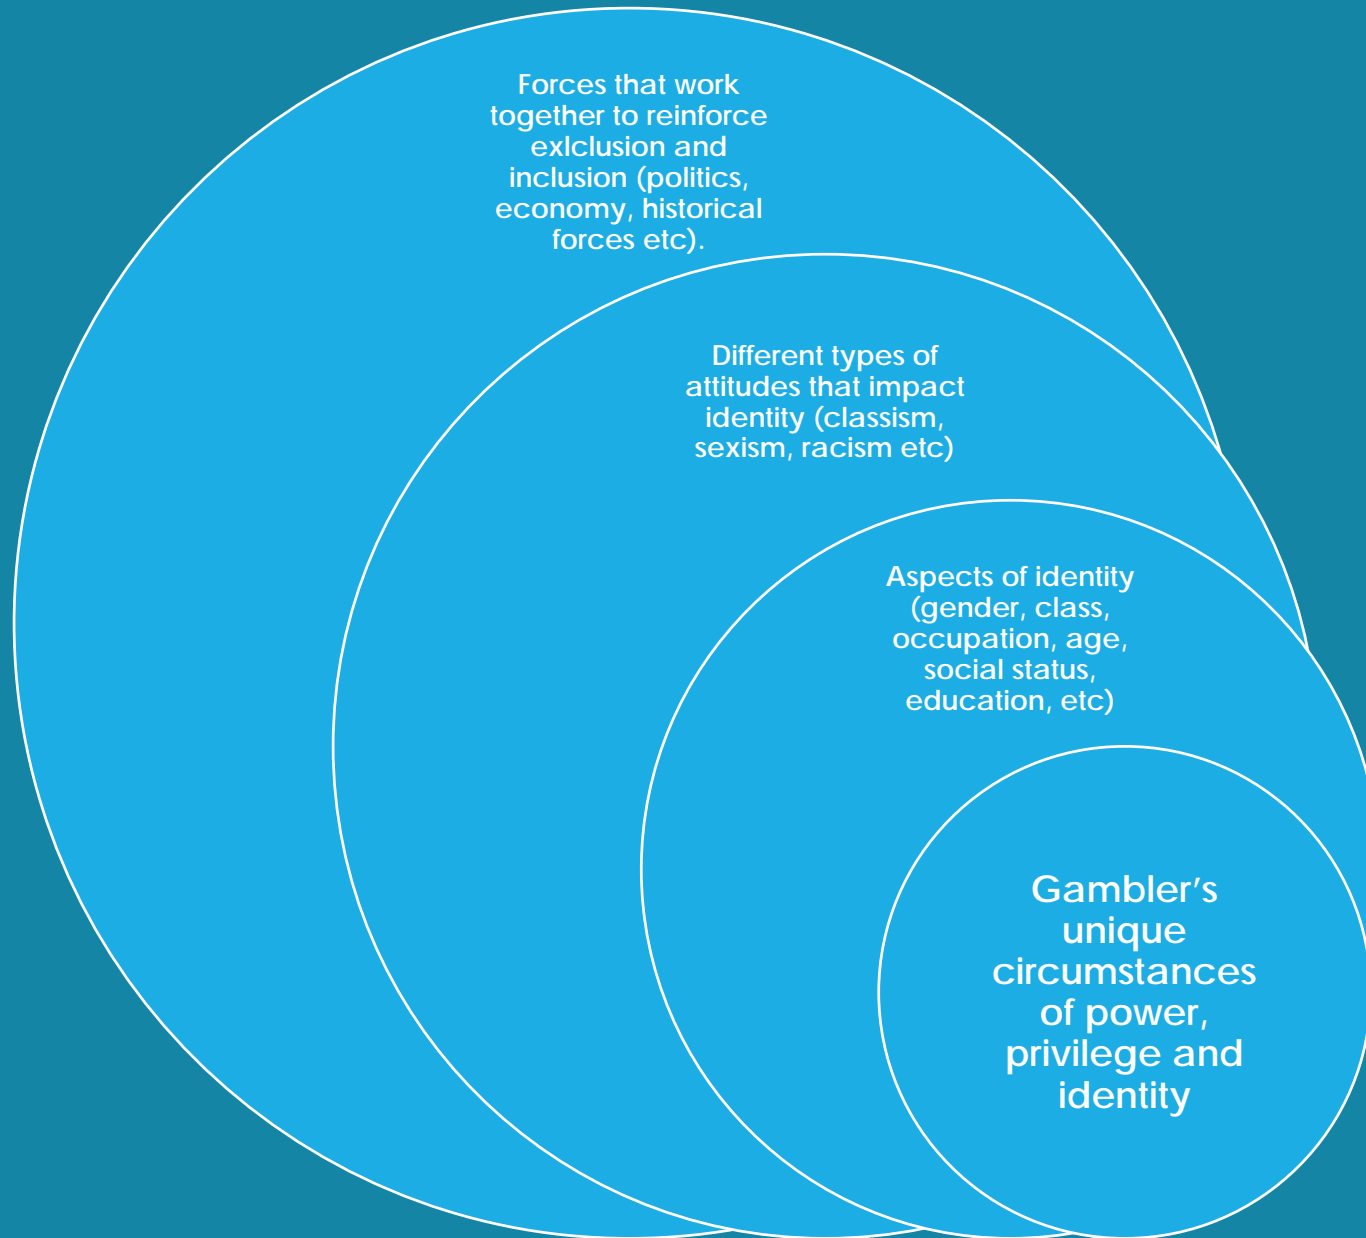 Forces that work
together to reinforce
exlclusion and
inclusion (politics,
economy, historical
forces etc).
Different types of
attitudes that impact
identity (classism,
sexism, racism etc)
Aspects of identity
(gender, class,
occupation, age,
social status,
education, etc)
Gambler’s
unique
circumstances
of power,
privilege and
identity